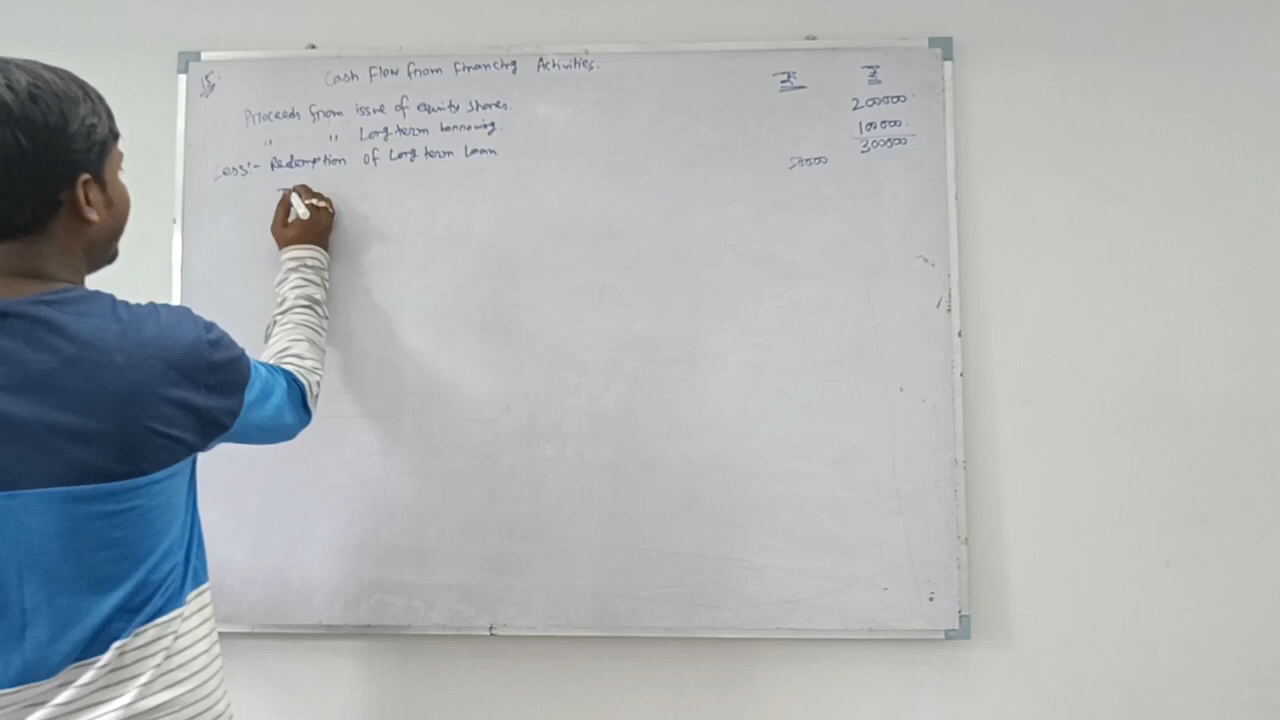 15. Cash Flow from Financing Activities.
₹ ₹
Proceeds from issue of equity shares. 200000
" " Long term borrowing. 100000
300000
Less:- Redemption of Long term Loan 50000